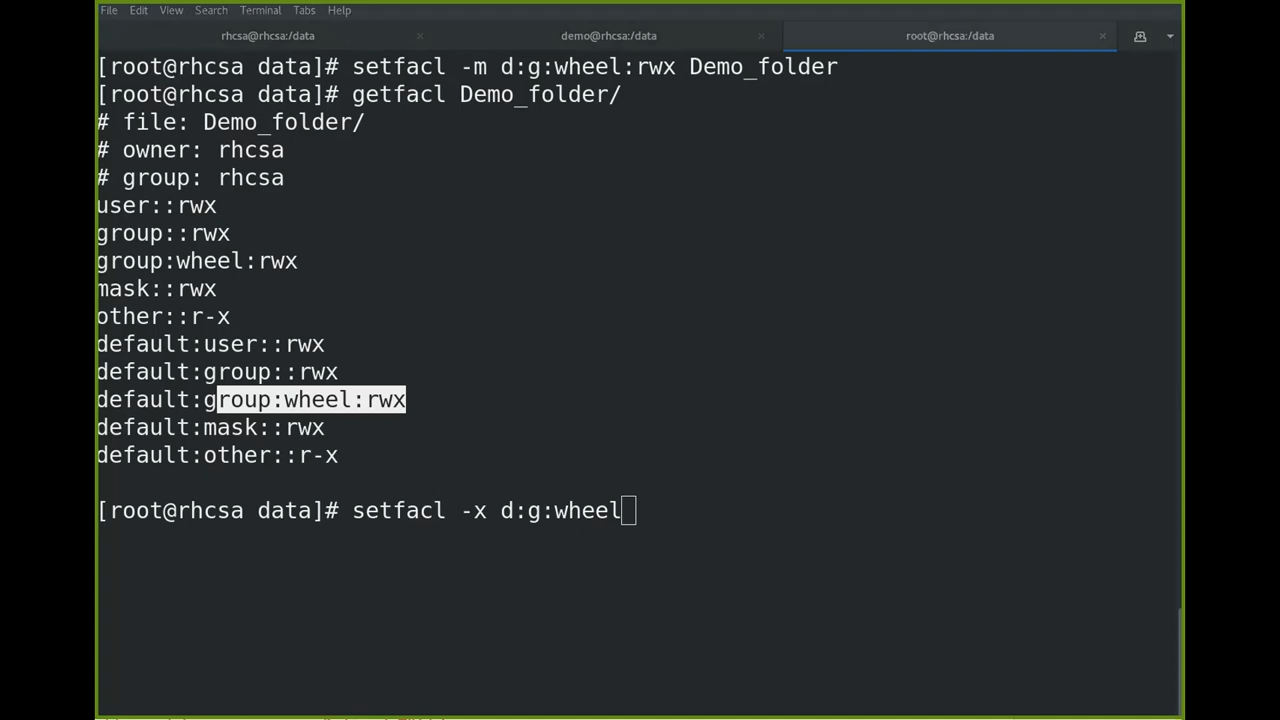 File Edit View Search Terminal Tabs Help
rhcsa@rhcsa:/data × demo@rhcsa:/data × root@rhcsa:/data ×
[root@rhcsa data]# setfacl -m d:g:wheel:rwx Demo_folder
[root@rhcsa data]# getfacl Demo_folder/
# file: Demo_folder/
# owner: rhcsa
# group: rhcsa
user::rwx
group::rwx
group:wheel:rwx
mask::rwx
other::r-x
default:user::rwx
default:group::rwx
default:group:wheel:rwx
default:mask::rwx
default:other::r-x
[root@rhcsa data]# setfacl -x d:g:wheel